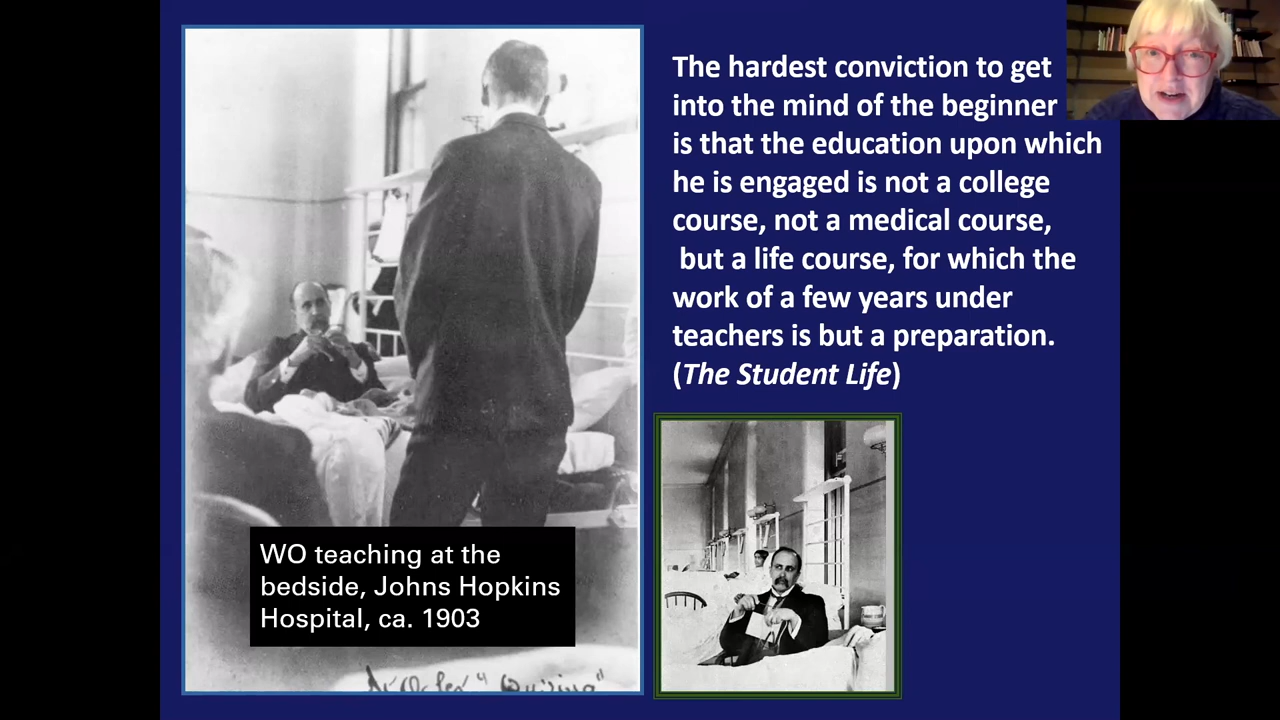 The hardest conviction to get
into the mind of the beginner
is that the education upon which
he is engaged is not a college
course, not a medical course,
but a life course, for which the
work of a few years under
teachers is but a preparation.
(The Student Life)
WO teaching at the
bedside, Johns Hopkins
Hospital, ca. 1903